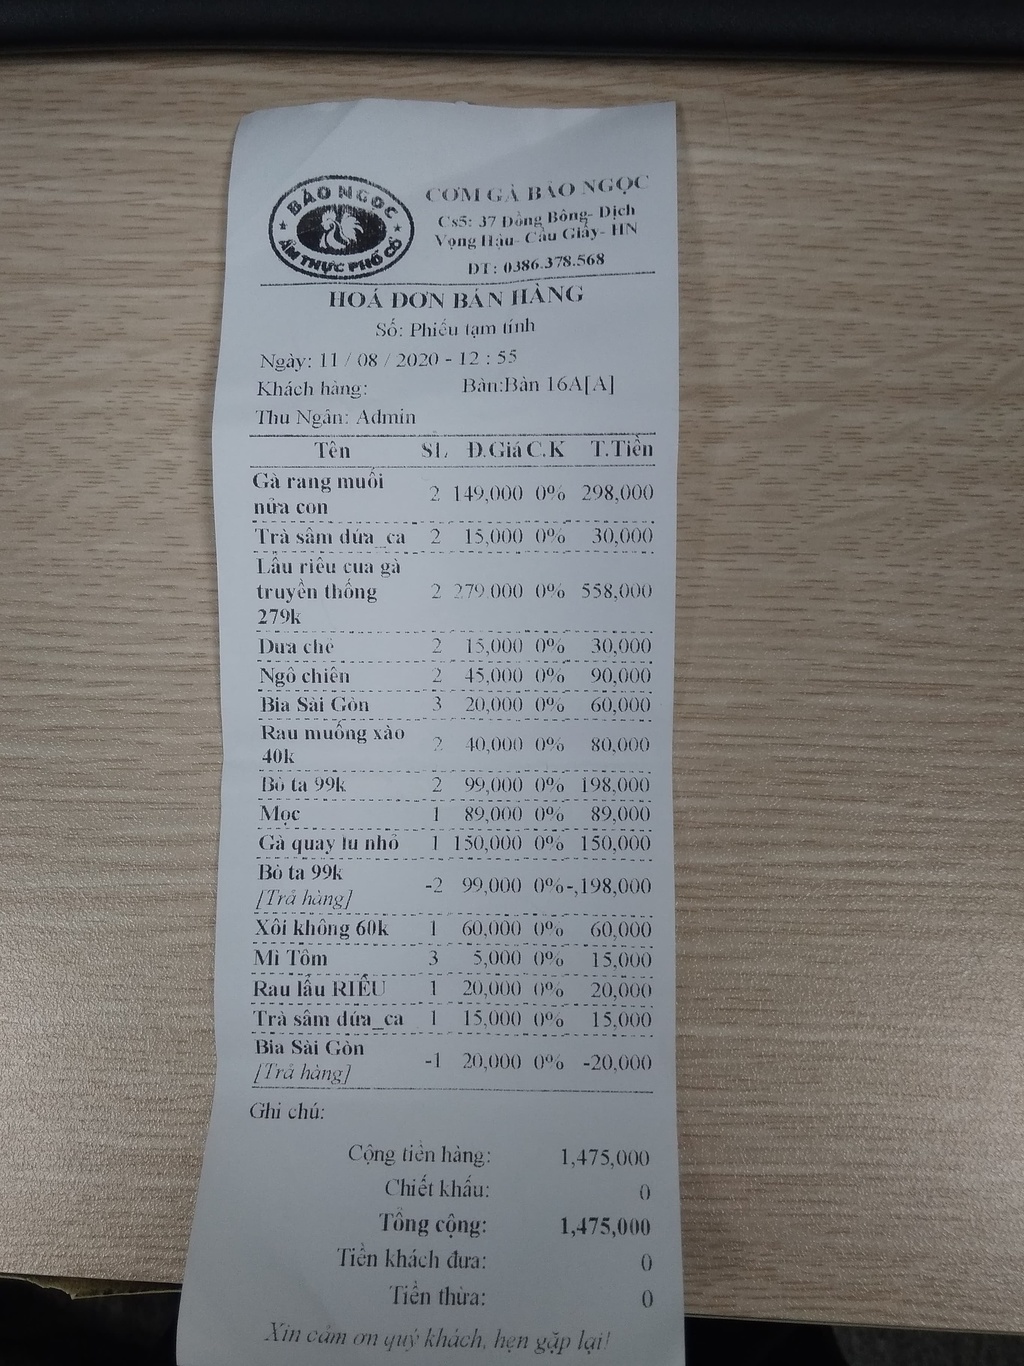 BẢO NGỌC
ẨM THỰC PHỐ CỔ
CƠM GÀ BẢO NGỌC
Cs5: 37 Đồng Bông- Dịch
Vọng Hậu- Cầu Giấy- HN
ĐT: 0386.378.568
HOÁ ĐƠN BÁN HÀNG
Số: Phiếu tạm tính
Ngày: 11 / 08 / 2020 - 12 : 55
Khách hàng: Bàn:Bàn 16A[A]
Thu Ngân: Admin
Tên SL Đ.Giá C.K T.Tiền
Gà rang muối
nửa con 2 149,000 0% 298,000
Trà sâm dứa_ca 2 15,000 0% 30,000
Lẩu riêu cua gà
truyền thống 2 279,000 0% 558,000
279k
Dưa chẻ 2 15,000 0% 30,000
Ngô chiên 2 45,000 0% 90,000
Bia Sài Gòn 3 20,000 0% 60,000
Rau muống xào
40k 2 40,000 0% 80,000
Bò ta 99k 2 99,000 0% 198,000
Mọc 1 89,000 0% 89,000
Gà quay lu nhỏ 1 150,000 0% 150,000
Bò ta 99k
[Trả hàng] -2 99,000 0% -,198,000
Xôi không 60k 1 60,000 0% 60,000
Mì Tôm 3 5,000 0% 15,000
Rau lẩu RIÊU 1 20,000 0% 20,000
Trà sâm dứa_ca 1 15,000 0% 15,000
Bia Sài Gòn
[Trả hàng] -1 20,000 0% -20,000
Ghi chú:
Cộng tiền hàng: 1,475,000
Chiết khấu: 0
Tổng cộng: 1,475,000
Tiền khách đưa: 0
Tiền thừa: 0
Xin cảm ơn quý khách, hẹn gặp lại!